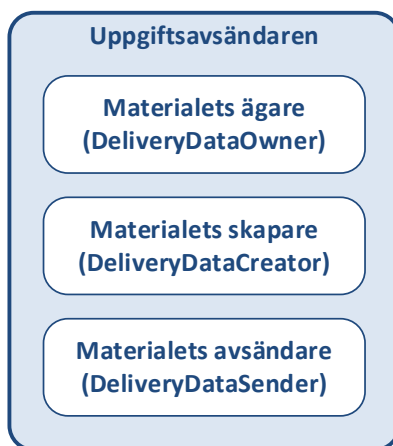 Uppgiftsavsändaren
Materialets ägare
(DeliveryDataOwner)
Materialets skapare
(DeliveryDataCreator)
Materialets avsändare
(DeliveryDataSender)